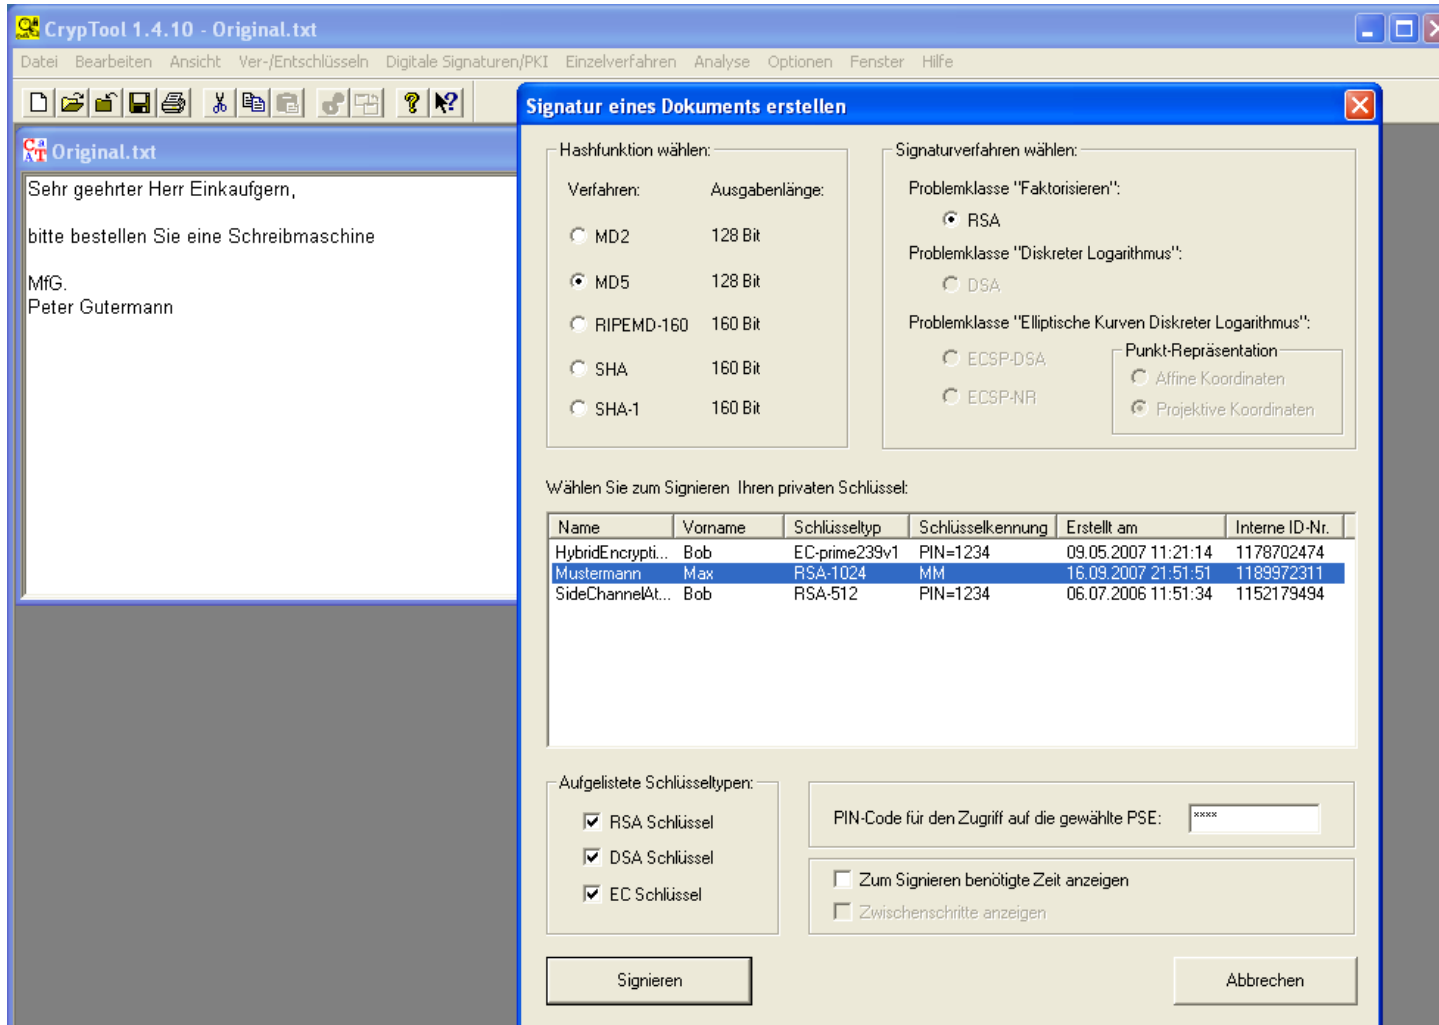 CrypTool 1.4.10 - Original.txt
Datei Bearbeiten Ansicht Ver-/Entschlüsseln Digitale Signaturen/PKI Einzelverfahren Analyse Optionen Fenster Hilfe
Original.txt
Sehr geehrter Herr Einkaufgern,
bitte bestellen Sie eine Schreibmaschine
MfG.
Peter Gutermann
Signatur eines Dokuments erstellen
Hashfunktion wählen:
Verfahren: Ausgabenlänge:
MD2 128 Bit
MD5 128 Bit
RIPEMD-160 160 Bit
SHA 160 Bit
SHA-1 160 Bit
Signaturverfahren wählen:
Problemklasse "Faktorisieren":
RSA
Problemklasse "Diskreter Logarithmus":
DSA
Problemklasse "Elliptische Kurven Diskreter Logarithmus":
ECSP-DSA
ECSP-NR
Punkt-Repräsentation
Affine Koordinaten
Projektive Koordinaten
Wählen Sie zum Signieren Ihren privaten Schlüssel:
Name Vorname Schlüsseltyp Schlüsselkennung Erstellt am Interne ID-Nr.
HybridEncrypti... Bob EC-prime239v1 PIN=1234 09.05.2007 11:21:14 1178702474
Mustermann Max RSA-1024 MM 16.09.2007 21:51:51 1189972311
SideChannelAt... Bob RSA-512 PIN=1234 06.07.2006 11:51:34 1152179494
Aufgelistete Schlüsseltypen:
RSA Schlüssel
DSA Schlüssel
EC Schlüssel
PIN-Code für den Zugriff auf die gewählte PSE: ****
Zum Signieren benötigte Zeit anzeigen
Zwischenschritte anzeigen
Signieren
Abbrechen